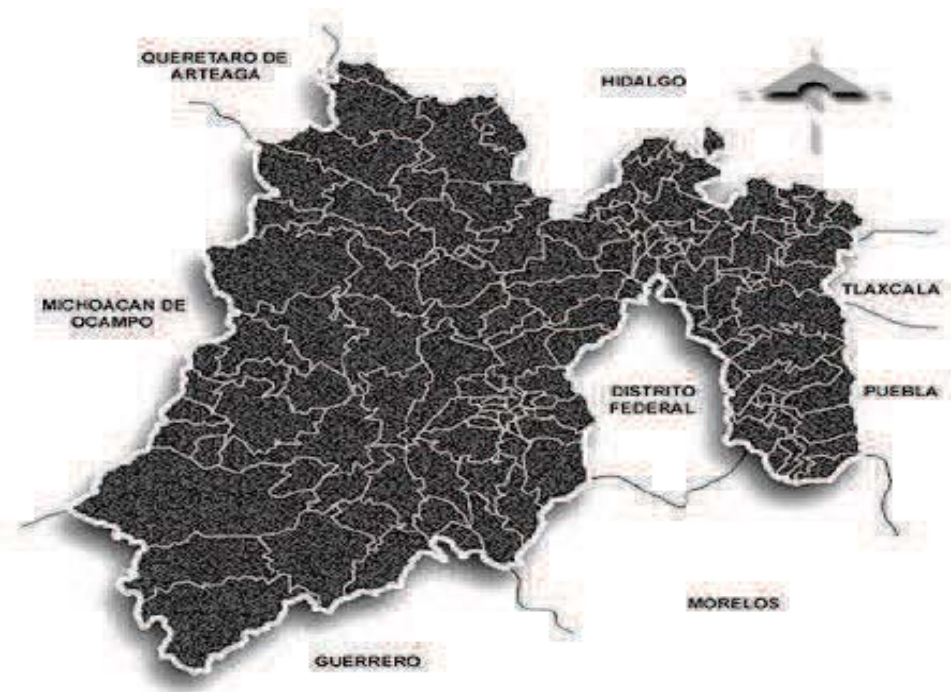 QUERETARO DE
ARTEAGA
HIDALGO
MICHOACAN DE
OCAMPO
TLAXCALA
DISTRITO
FEDERAL
PUEBLA
MORELOS
GUERRERO